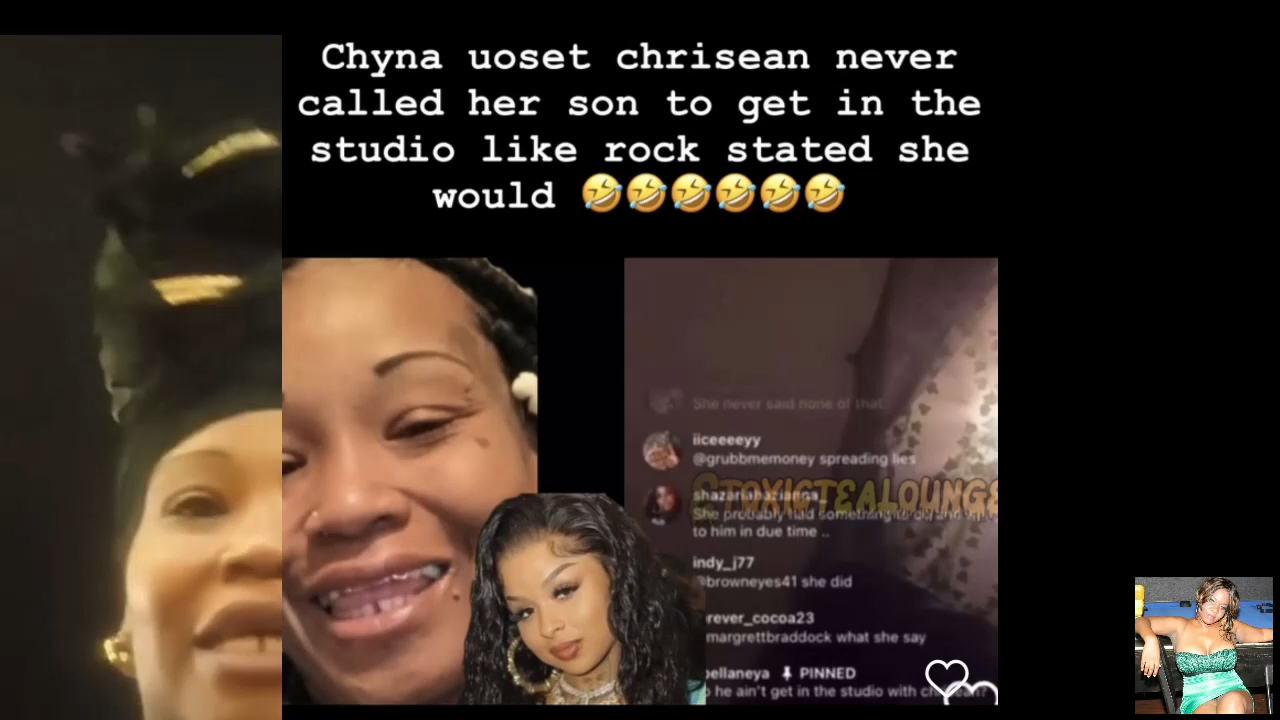 Chyna uoset chrisean never
called her son to get in the
studio like rock stated she
would 🤣🤣🤣🤣🤣🤣
She never said none of that
iiceeeeyy
@grubbmemoney spreading lies
She probably had something to do and
to him in due time ..
indy_j77
@browneyes41 she did
rever_cocoa23
margrettbraddock what she say
bellaneya 📌 PINNED
he ain't get in the studio with